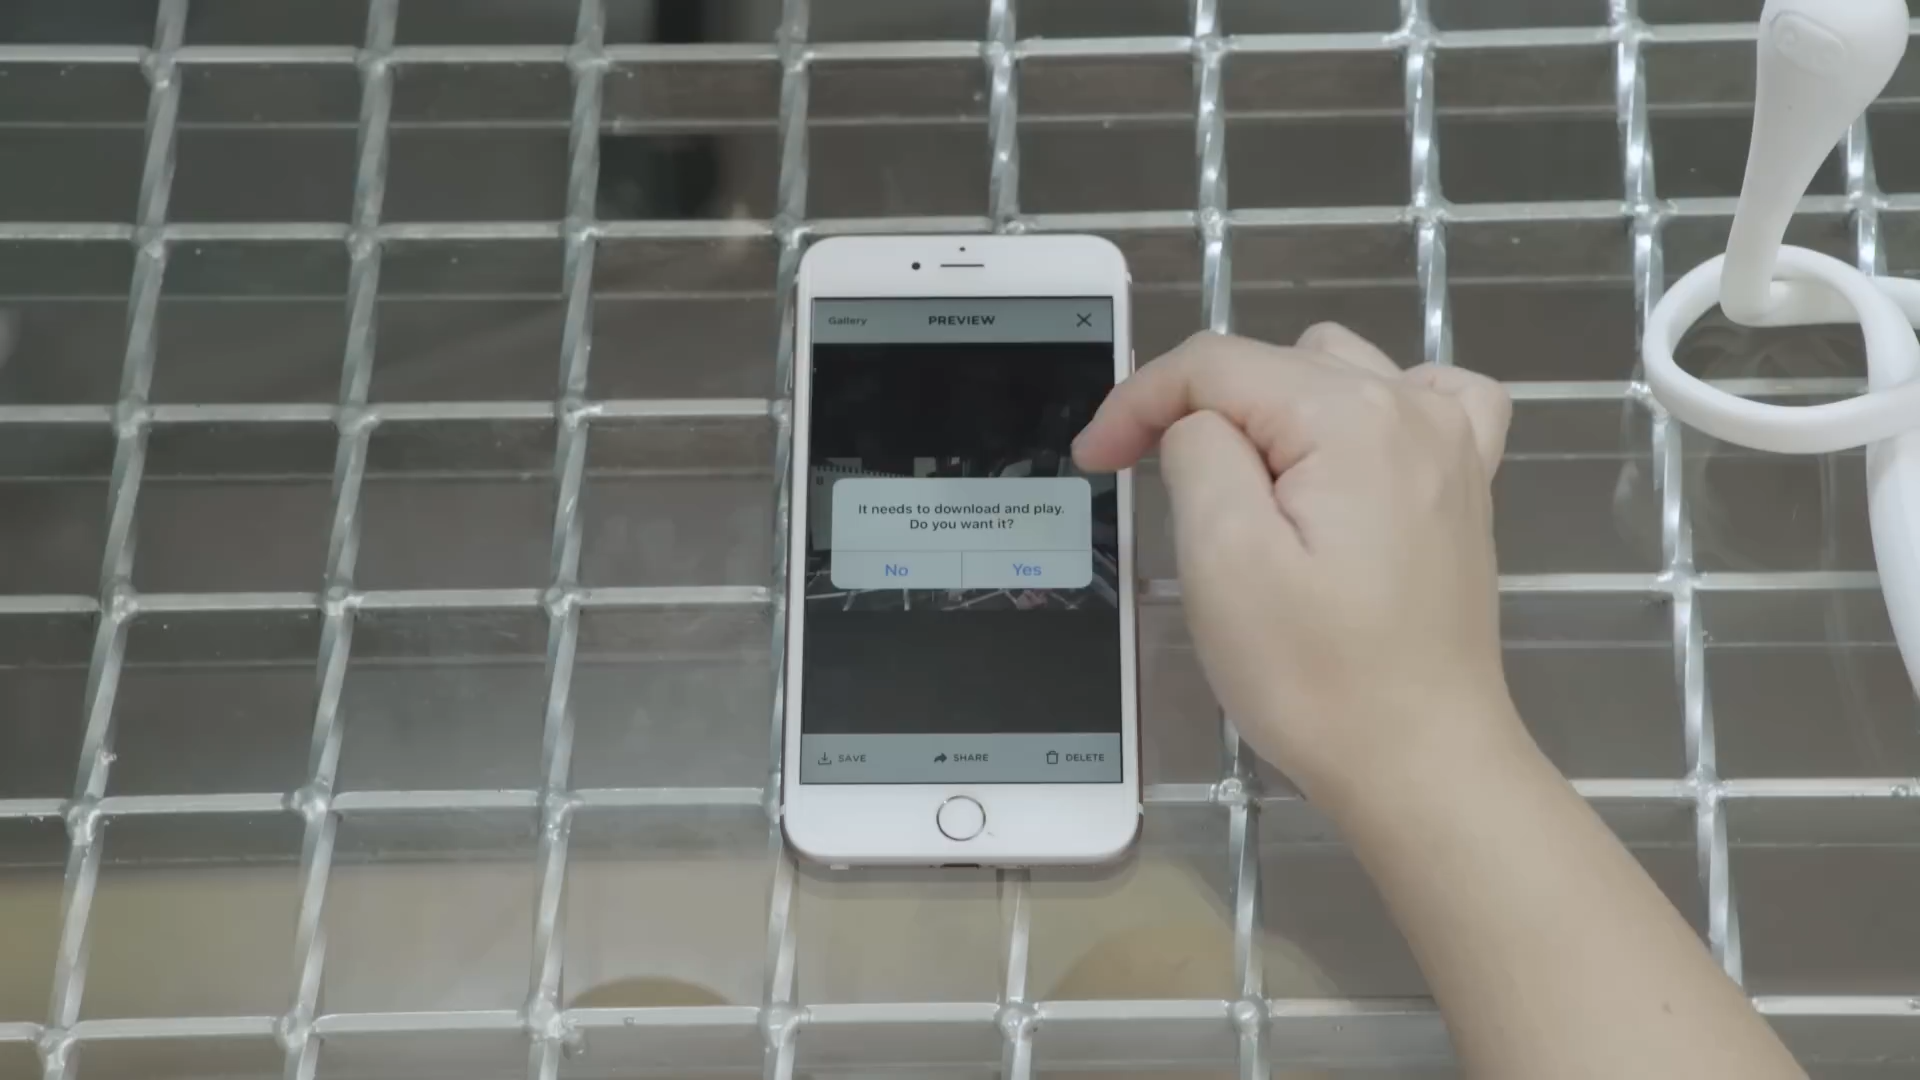 Gallery PREVIEW
It needs to download and play.
Do you want it?
No Yes
SAVE SHARE DELETE